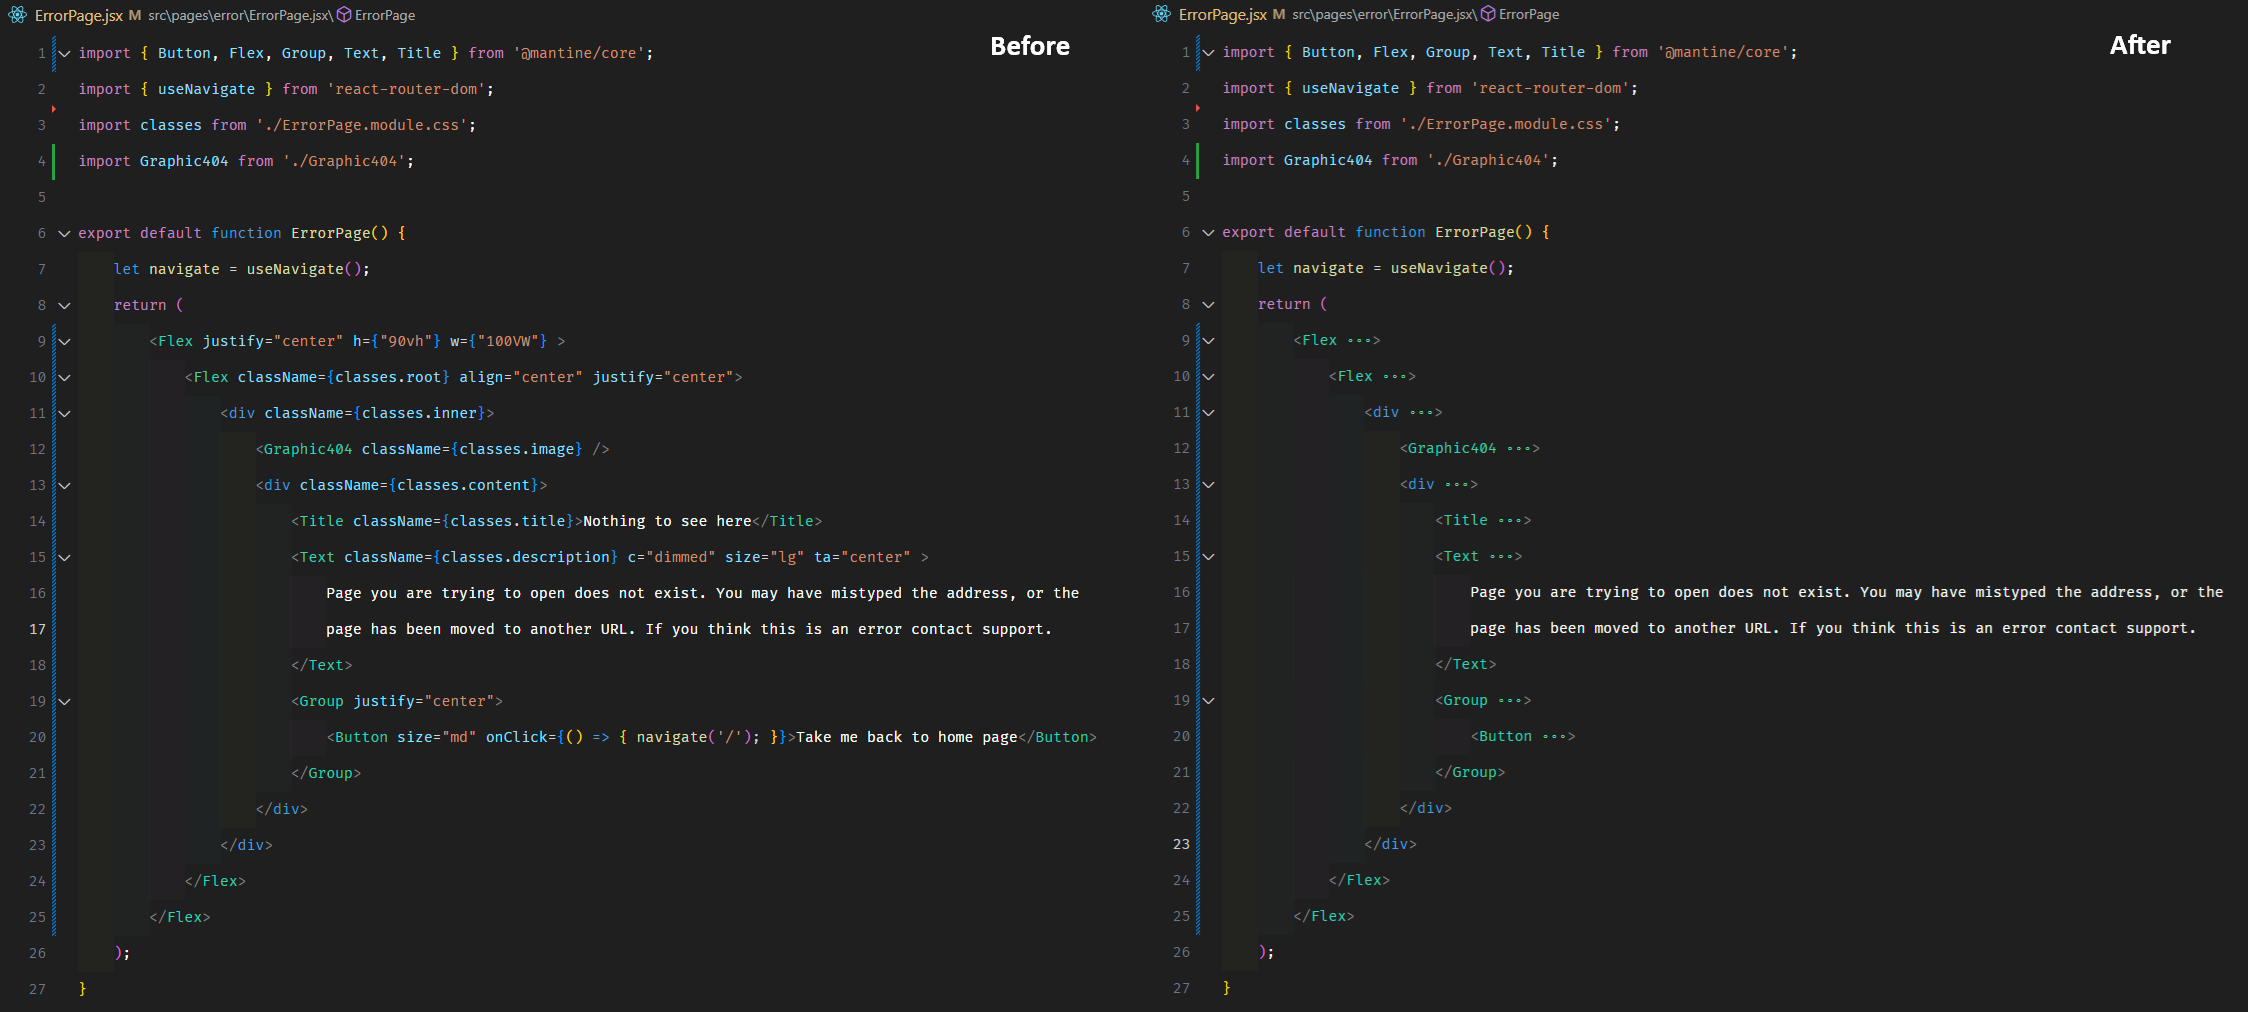 ErrorPage.jsx M src\pages\error\ErrorPage.jsx\ ErrorPage
Before
1 import { Button, Flex, Group, Text, Title } from '@mantine/core';
2 import { useNavigate } from 'react-router-dom';
3 import classes from './ErrorPage.module.css';
4 import Graphic404 from './Graphic404';
5
6 export default function ErrorPage() {
7 let navigate = useNavigate();
8 return (
9 <Flex justify="center" h={"90vh"} w={"100VW"} >
10 <Flex className={classes.root} align="center" justify="center">
11 <div className={classes.inner}>
12 <Graphic404 className={classes.image} />
13 <div className={classes.content}>
14 <Title className={classes.title}>Nothing to see here</Title>
15 <Text className={classes.description} c="dimmed" size="lg" ta="center" >
16 Page you are trying to open does not exist. You may have mistyped the address, or the
17 page has been moved to another URL. If you think this is an error contact support.
18 </Text>
19 <Group justify="center">
20 <Button size="md" onClick={() => { navigate('/'); }}>Take me back to home page</Button>
21 </Group>
22 </div>
23 </div>
24 </Flex>
25 </Flex>
26 );
27 }
ErrorPage.jsx M src\pages\error\ErrorPage.jsx\ ErrorPage
After
1 import { Button, Flex, Group, Text, Title } from '@mantine/core';
2 import { useNavigate } from 'react-router-dom';
3 import classes from './ErrorPage.module.css';
4 import Graphic404 from './Graphic404';
5
6 export default function ErrorPage() {
7 let navigate = useNavigate();
8 return (
9 <Flex ∘∘∘>
10 <Flex ∘∘∘>
11 <div ∘∘∘>
12 <Graphic404 ∘∘∘>
13 <div ∘∘∘>
14 <Title ∘∘∘>
15 <Text ∘∘∘>
16 Page you are trying to open does not exist. You may have mistyped the address, or the
17 page has been moved to another URL. If you think this is an error contact support.
18 </Text>
19 <Group ∘∘∘>
20 <Button ∘∘∘>
21 </Group>
22 </div>
23 </div>
24 </Flex>
25 </Flex>
26 );
27 }